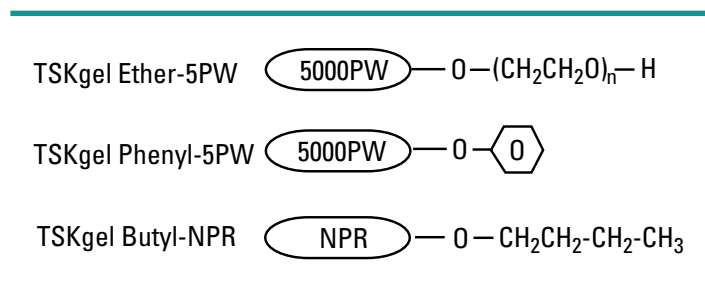 TSKgel Ether-5PW 5000PW O—(CH₂CH₂O)ₙ—H
TSKgel Phenyl-5PW 5000PW O O
TSKgel Butyl-NPR NPR O—CH₂CH₂-CH₂-CH₃